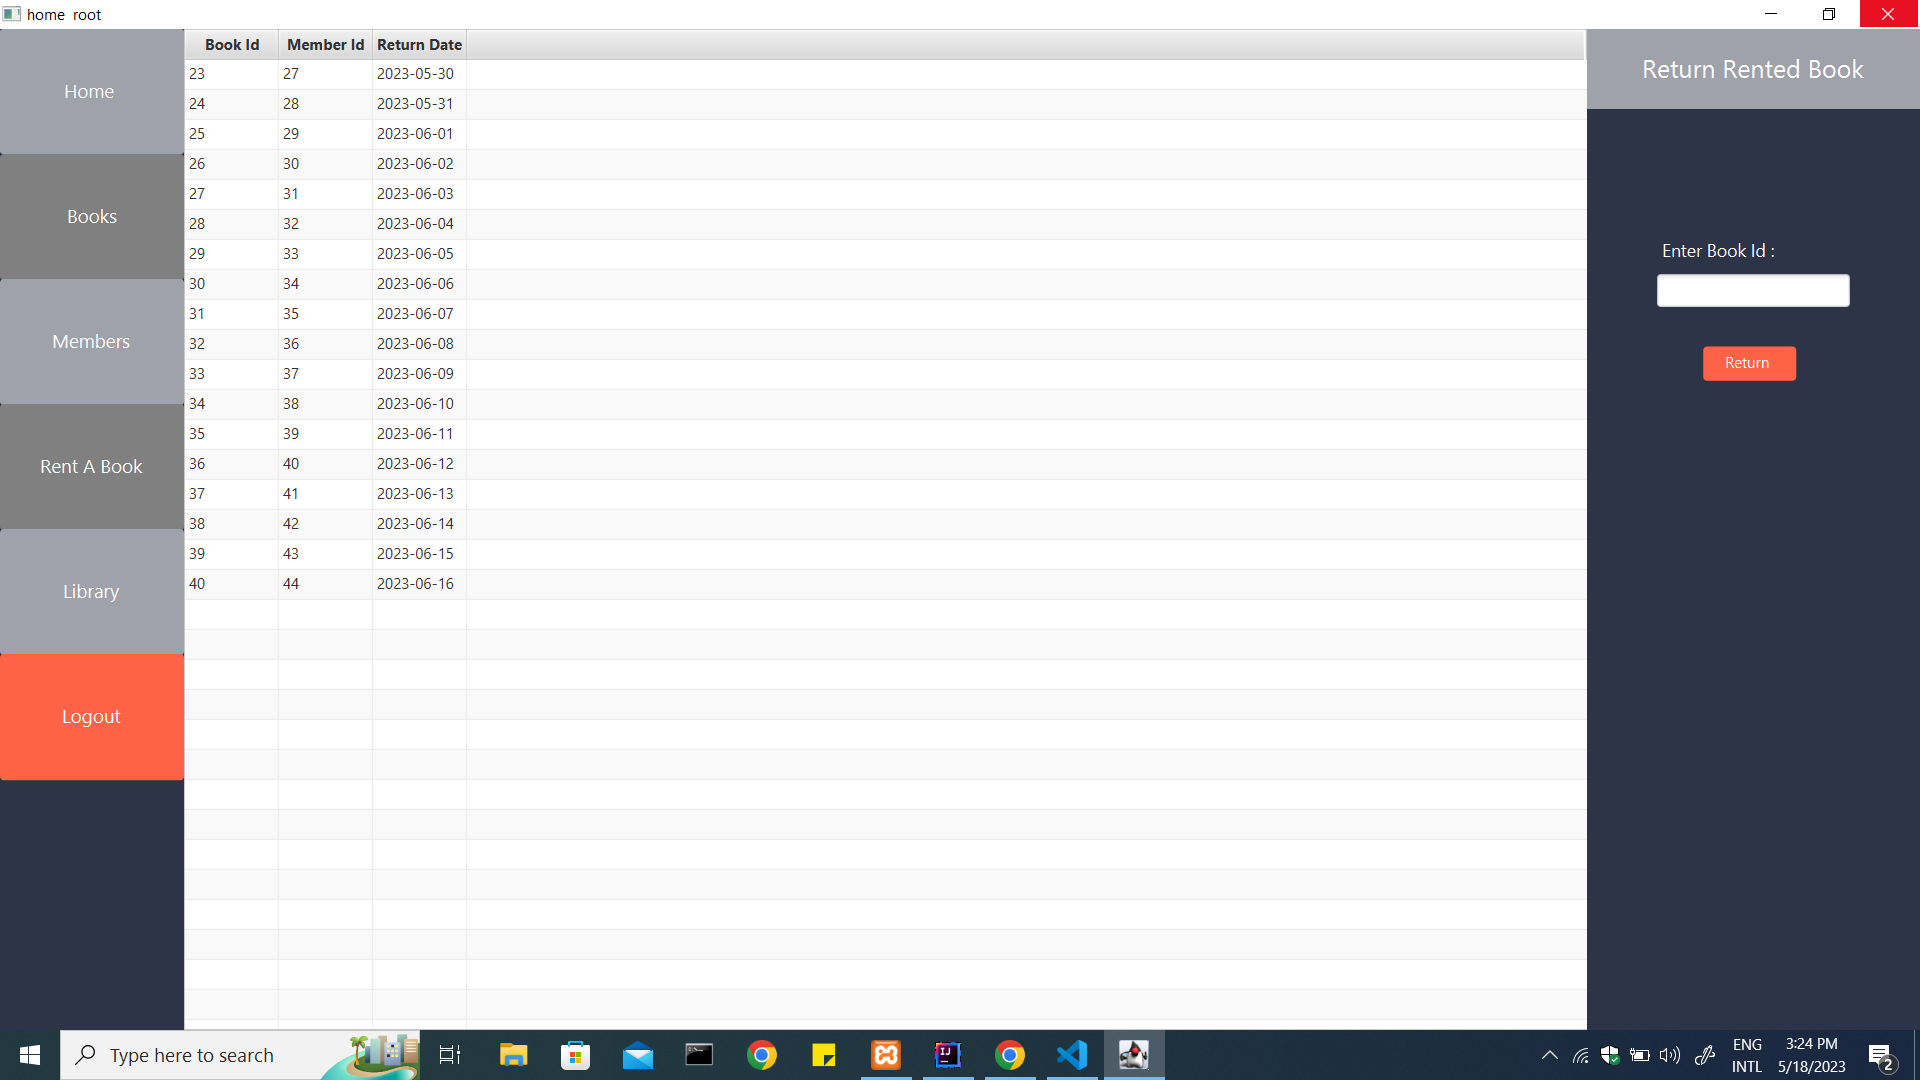 home root
Home
Books
Members
Rent A Book
Library
Logout
Book Id Member Id Return Date
23 27 2023-05-30
24 28 2023-05-31
25 29 2023-06-01
26 30 2023-06-02
27 31 2023-06-03
28 32 2023-06-04
29 33 2023-06-05
30 34 2023-06-06
31 35 2023-06-07
32 36 2023-06-08
33 37 2023-06-09
34 38 2023-06-10
35 39 2023-06-11
36 40 2023-06-12
37 41 2023-06-13
38 42 2023-06-14
39 43 2023-06-15
40 44 2023-06-16
Return Rented Book
Enter Book Id :
Return
Type here to search
ENG
INTL
3:24 PM
5/18/2023
2